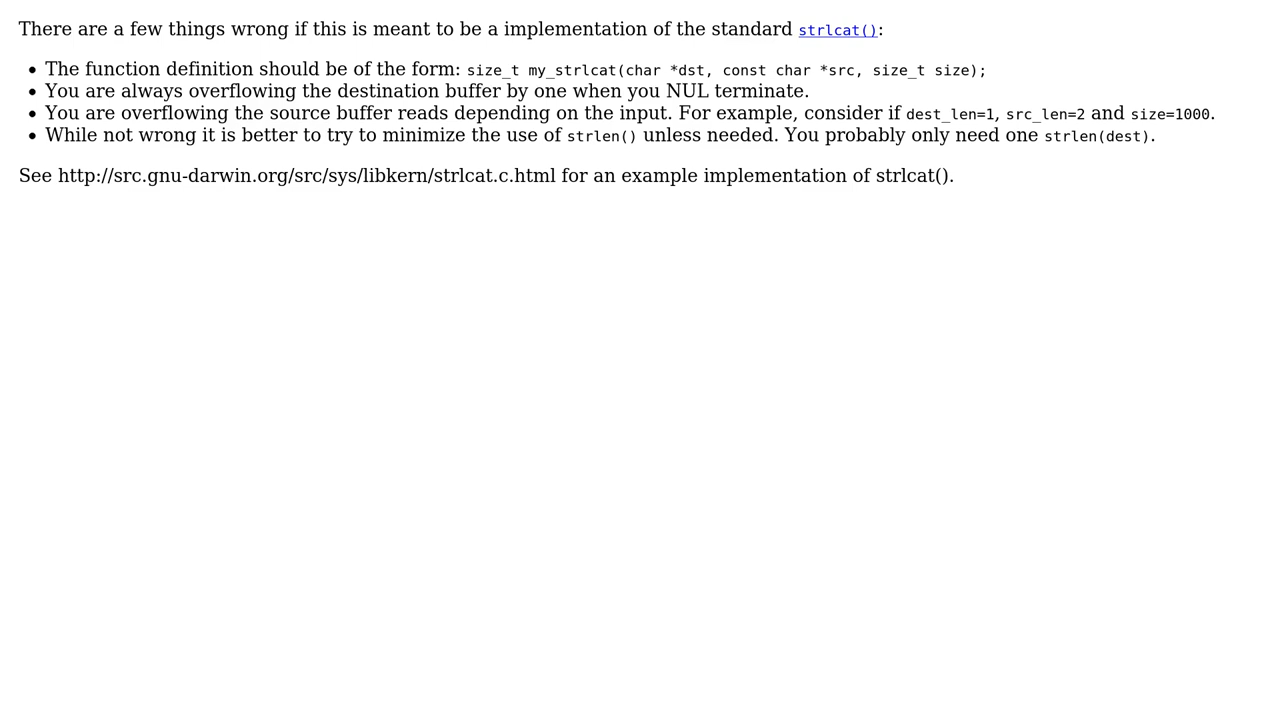 There are a few things wrong if this is meant to be a implementation of the standard strlcat():
• The function definition should be of the form: size_t my_strlcat(char *dst, const char *src, size_t size);
• You are always overflowing the destination buffer by one when you NUL terminate.
• You are overflowing the source buffer reads depending on the input. For example, consider if dest_len=1, src_len=2 and size=1000.
• While not wrong it is better to try to minimize the use of strlen() unless needed. You probably only need one strlen(dest).
See http://src.gnu-darwin.org/src/sys/libkern/strlcat.c.html for an example implementation of strlcat().